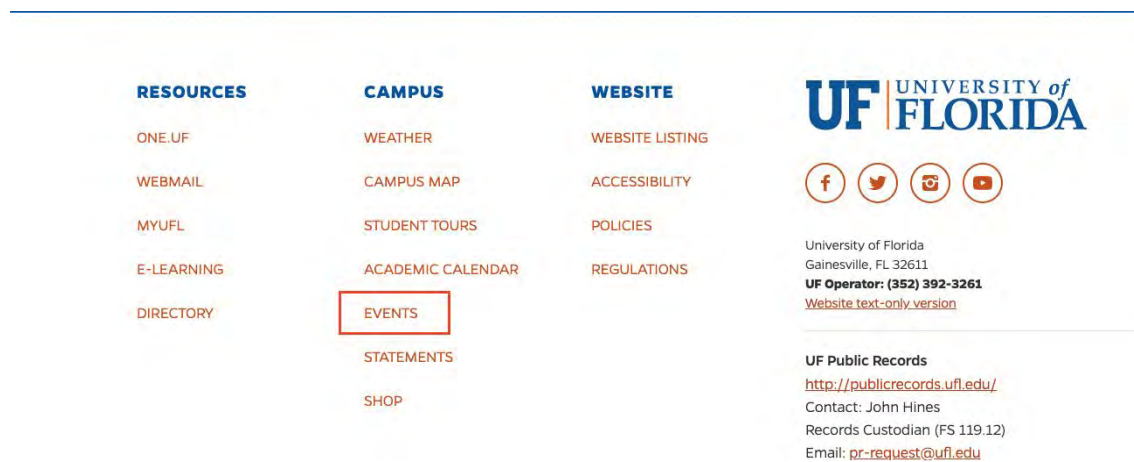 RESOURCES
ONE.UF
WEBMAIL
MYUFL
E-LEARNING
DIRECTORY
CAMPUS
WEATHER
CAMPUS MAP
STUDENT TOURS
ACADEMIC CALENDAR
EVENTS
STATEMENTS
SHOP
WEBSITE
WEBSITE LISTING
ACCESSIBILITY
POLICIES
REGULATIONS
UF UNIVERSITY of
FLORIDA
University of Florida
Gainesville, FL 32611
UF Operator: (352) 392-3261
Website text-only version
UF Public Records
http://publicrecords.ufl.edu/
Contact: John Hines
Records Custodian (FS 119.12)
Email: pr-request@ufl.edu